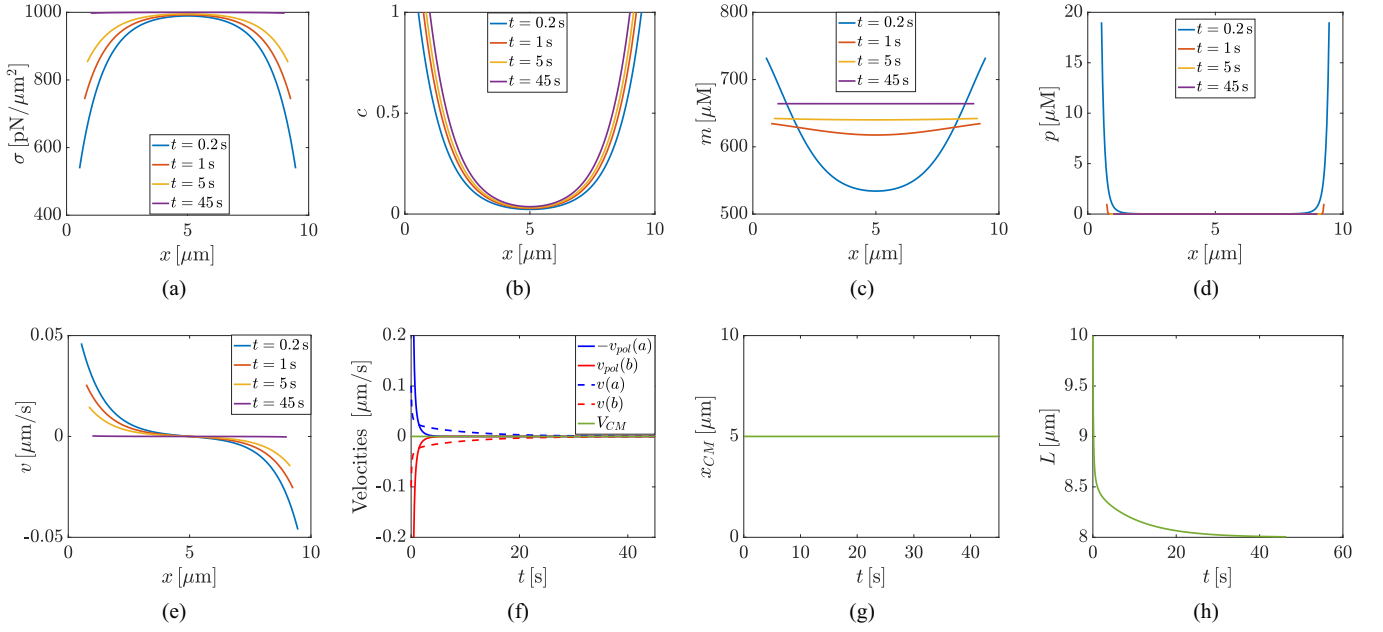 1000
800
600
400
σ [pN/μm²]
t = 0.2 s
t = 1 s
t = 5 s
t = 45 s
0 5 10
x [μm]
(a)
1
0.5
0
c
t = 0.2 s
t = 1 s
t = 5 s
t = 45 s
0 5 10
x [μm]
(b)
800
700
600
500
m [μM]
t = 0.2 s
t = 1 s
t = 5 s
t = 45 s
0 5 10
x [μm]
(c)
20
15
10
5
0
p [μM]
t = 0.2 s
t = 1 s
t = 5 s
t = 45 s
0 5 10
x [μm]
(d)
0.05
0
-0.05
v [μm/s]
t = 0.2 s
t = 1 s
t = 5 s
t = 45 s
0 5 10
x [μm]
(e)
0.2
0.1
0
-0.1
-0.2
Velocities [μm/s]
−v_pol(a)
v_pol(b)
v(a)
v(b)
V_CM
0 20 40
t [s]
(f)
10
5
0
x_CM [μm]
0 10 20 30 40
t [s]
(g)
10
9.5
9
8.5
8
L [μm]
0 20 40 60
t [s]
(h)